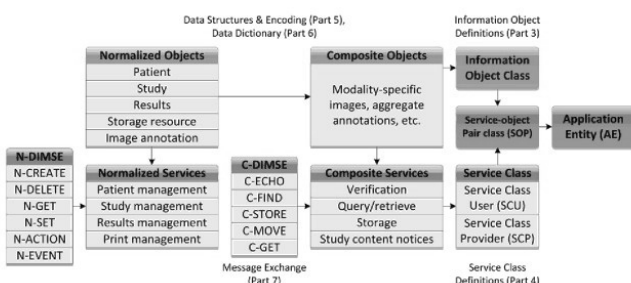 Data Structures & Encoding (Part 5),
Data Dictionary (Part 6)
Information Object
Definitions (Part 3)
Normalized Objects
Patient
Study
Results
Storage resource
Image annotation
Composite Objects
Modality-specific
images, aggregate
annotations, etc.
Information
Object Class
Service-object
Pair class (SOP)
Application
Entity (AE)
N-DIMSE
N-CREATE
N-DELETE
N-GET
N-SET
N-ACTION
N-EVENT
Normalized Services
Patient management
Study management
Results management
Print management
C-DIMSE
C-ECHO
C-FIND
C-STORE
C-MOVE
C-GET
Composite Services
Verification
Query/retrieve
Storage
Study content notices
Service Class
Service Class
User (SCU)
Service Class
Provider (SCP)
Message Exchange
(Part 7)
Service Class
Definitions (Part 4)